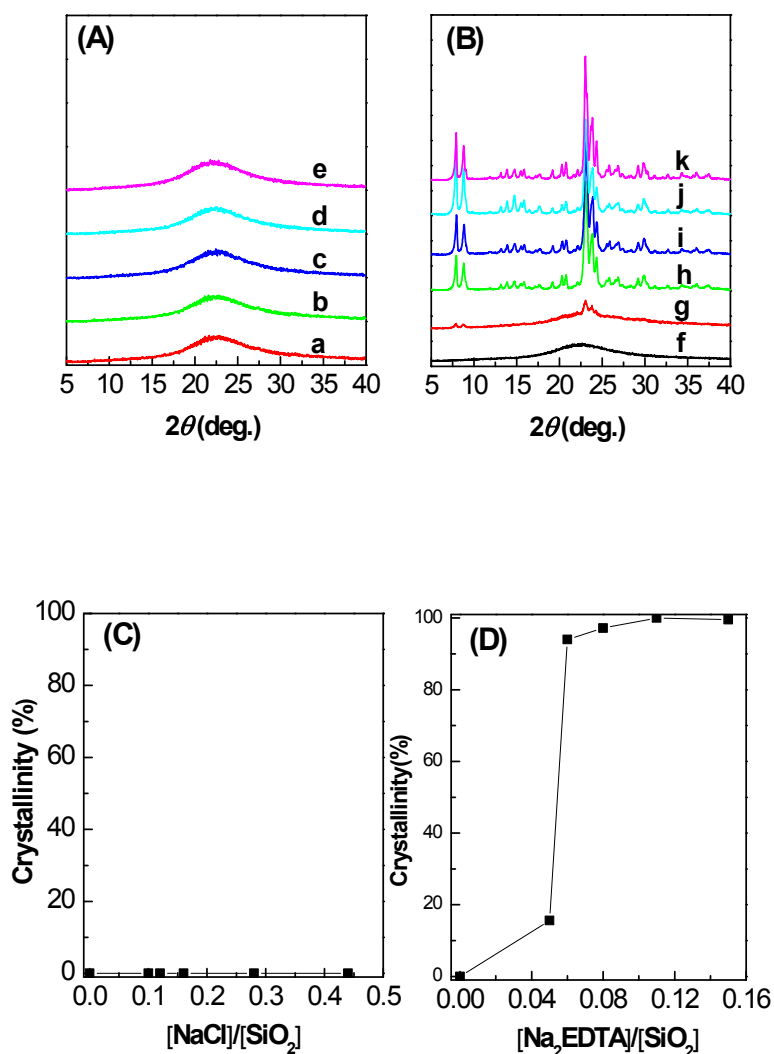 (A)
e
d
c
b
a
5 10 15 20 25 30 35 40
2θ(deg.)
(B)
k
j
i
h
g
f
5 10 15 20 25 30 35 40
2θ(deg.)
(C)
Crystallinity (%)
100
80
60
40
20
0
0.0 0.1 0.2 0.3 0.4 0.5
[NaCl]/[SiO₂]
(D)
Crystallinity(%)
100
80
60
40
20
0
0.00 0.04 0.08 0.12 0.16
[Na₂EDTA]/[SiO₂]